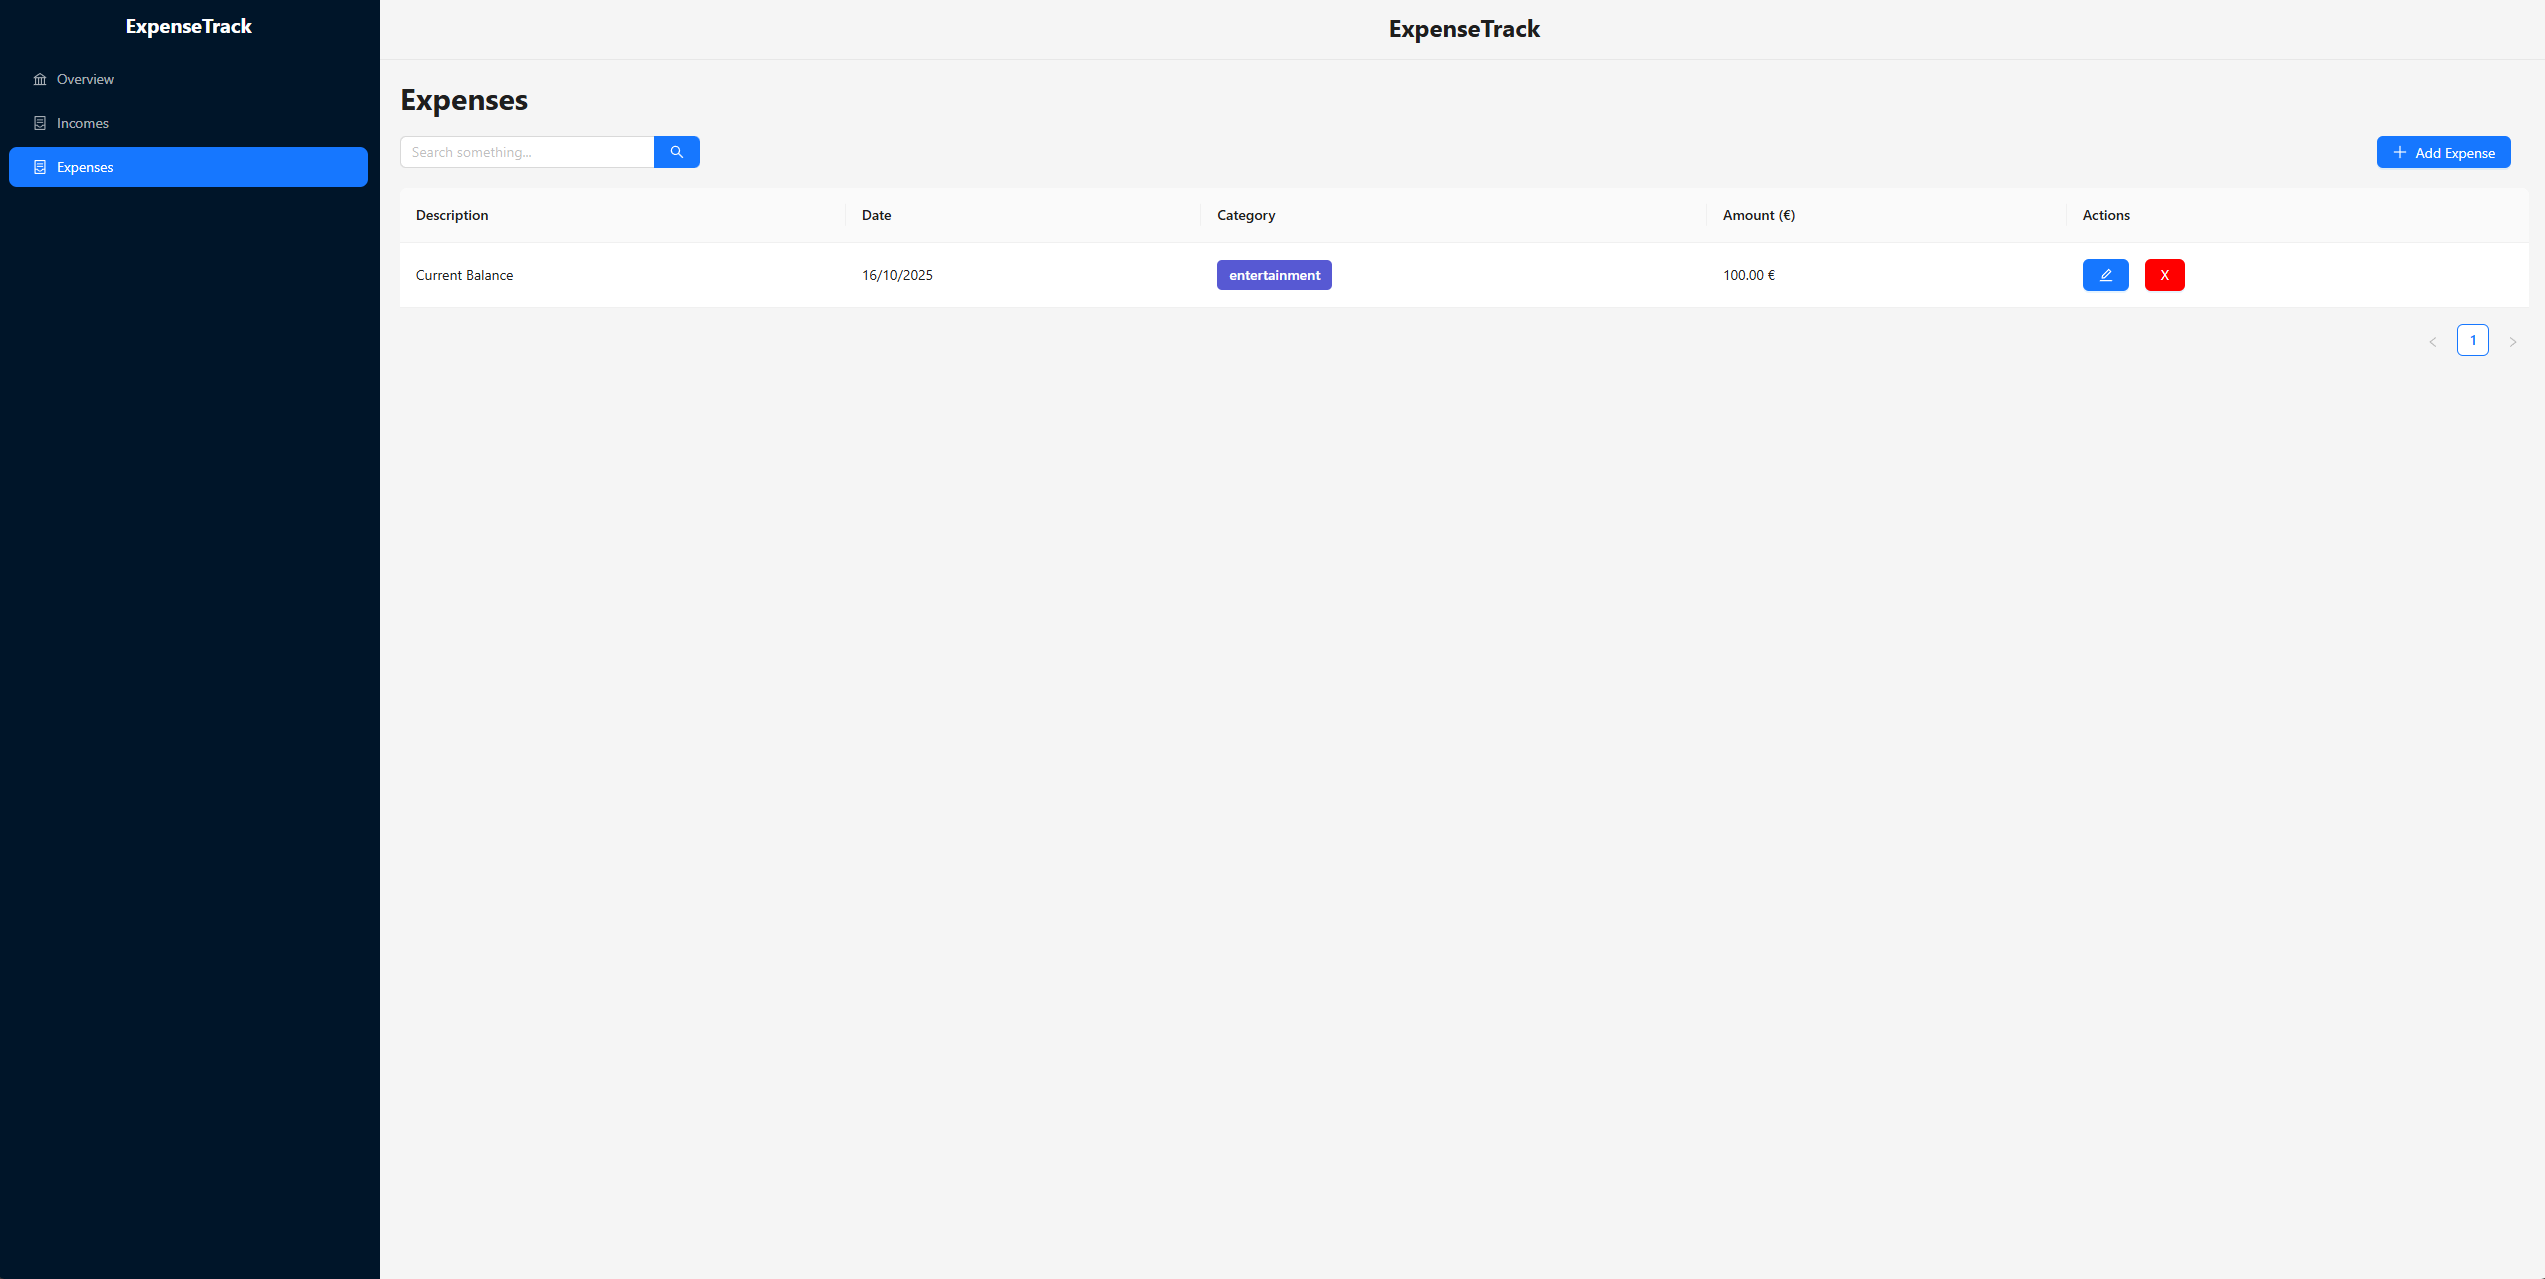 ExpenseTrack
Overview
Incomes
Expenses
ExpenseTrack
Expenses
Search something...
Add Expense
Description Date Category Amount (€) Actions
Current Balance 16/10/2025 entertainment 100.00 € X
1